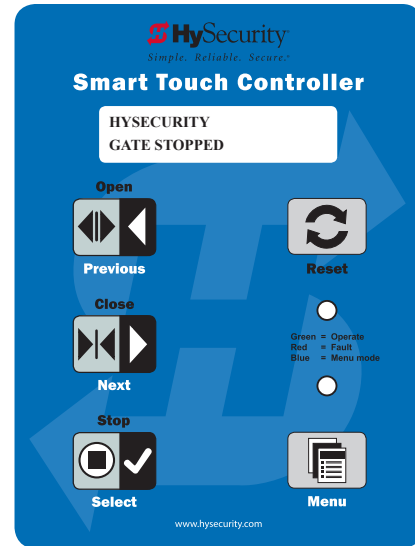 HySecurity
Simple. Reliable. Secure.
Smart Touch Controller
HYSECURITY
GATE STOPPED
Open
Previous
Reset
Close
Next
Green = Operate
Red = Fault
Blue = Menu mode
Stop
Select
Menu
www.hysecurity.com